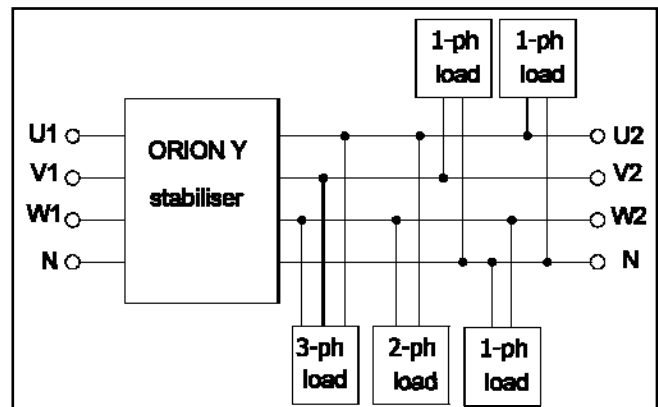 1-ph
load
1-ph
load
U1
V1
W1
N
ORION Y
stabiliser
U2
V2
W2
N
3-ph
load
2-ph
load
1-ph
load